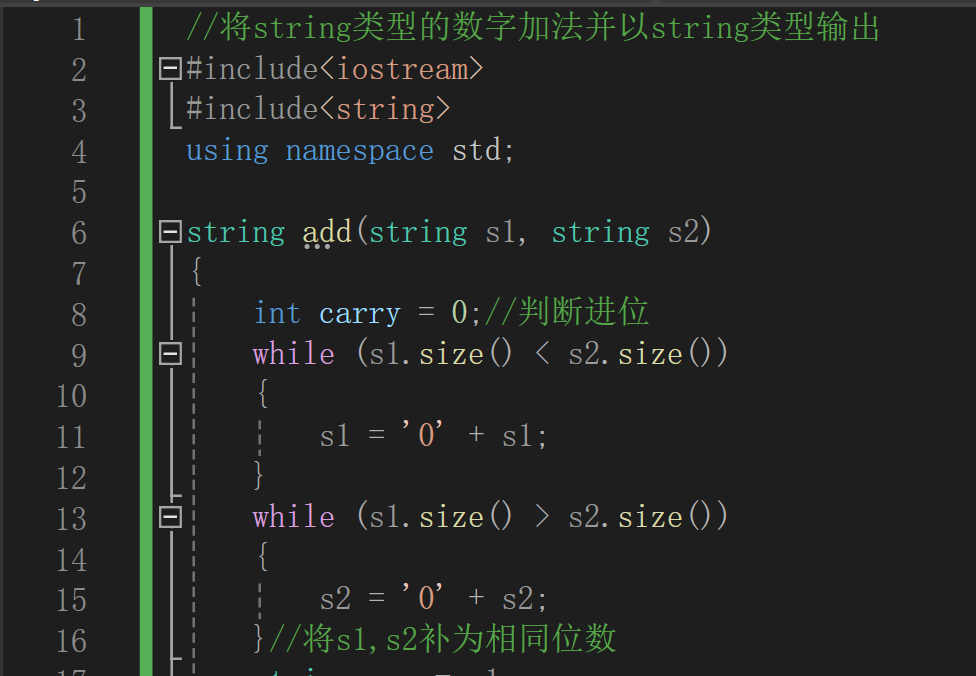 1 //将string类型的数字加法并以string类型输出
2 #include<iostream>
3 #include<string>
4 using namespace std;
5
6 string add(string s1, string s2)
7 {
8 int carry = 0;//判断进位
9 while (s1.size() < s2.size())
10 {
11 s1 = '0' + s1;
12 }
13 while (s1.size() > s2.size())
14 {
15 s2 = '0' + s2;
16 }//将s1,s2补为相同位数